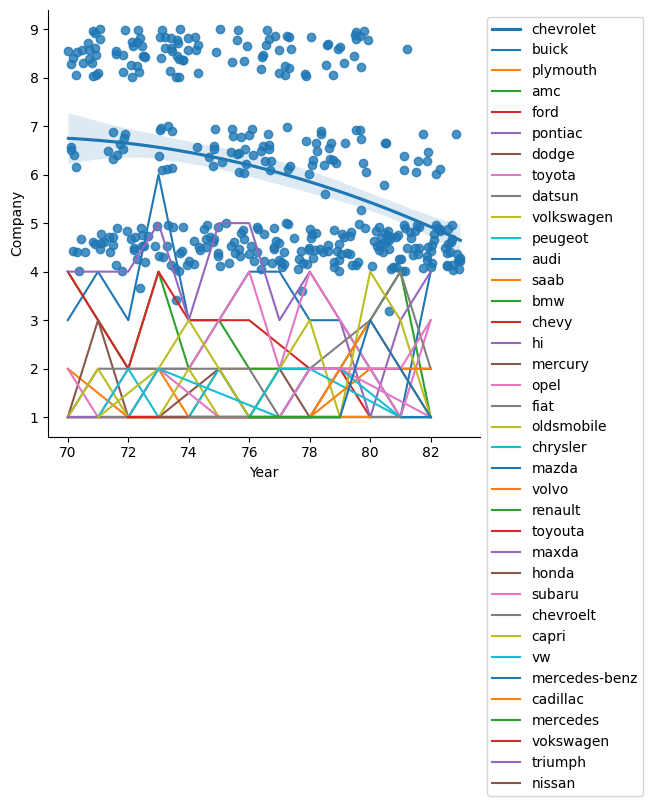 9
8
7
6
5
4
3
2
1
Company
70
72
74
76
78
80
82
Year
chevrolet
buick
plymouth
amc
ford
pontiac
dodge
toyota
datsun
volkswagen
peugeot
audi
saab
bmw
chevy
hi
mercury
opel
fiat
oldsmobile
chrysler
mazda
volvo
renault
toyouta
maxda
honda
subaru
chevroelt
capri
vw
mercedes-benz
cadillac
mercedes
vokswagen
triumph
nissan